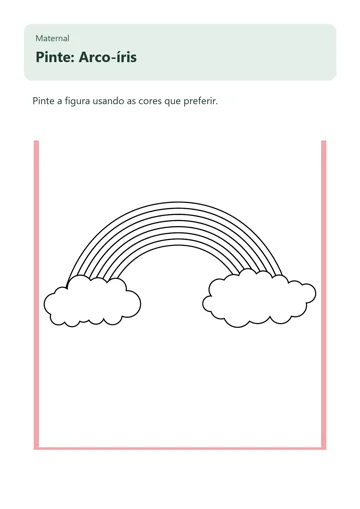 Maternal
Pinte: Arco-íris
Pinte a figura usando as cores que preferir.